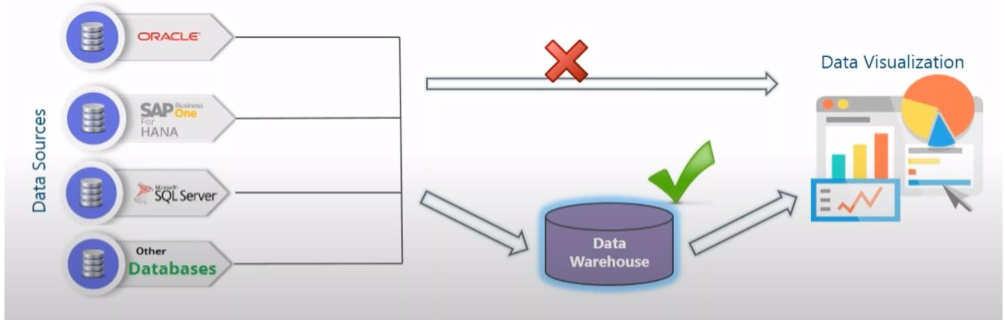 Data Sources
ORACLE
SAP Business One
For
HANA
Microsoft
SQL Server
Other
Databases
Data Visualization
Data
Warehouse